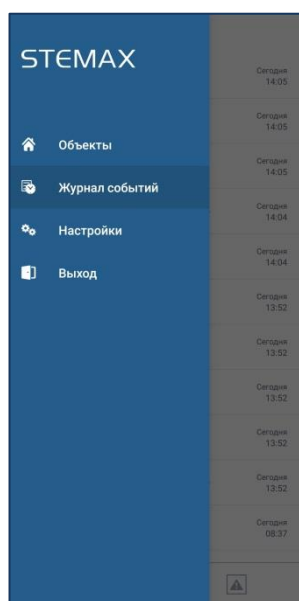 STEMAX
Объекты
Журнал событий
Настройки
Выход
Сегодня
14:05
Сегодня
14:05
Сегодня
14:05
Сегодня
14:04
Сегодня
14:04
Сегодня
13:52
Сегодня
13:52
Сегодня
13:52
Сегодня
13:52
Сегодня
13:52
Сегодня
08:37